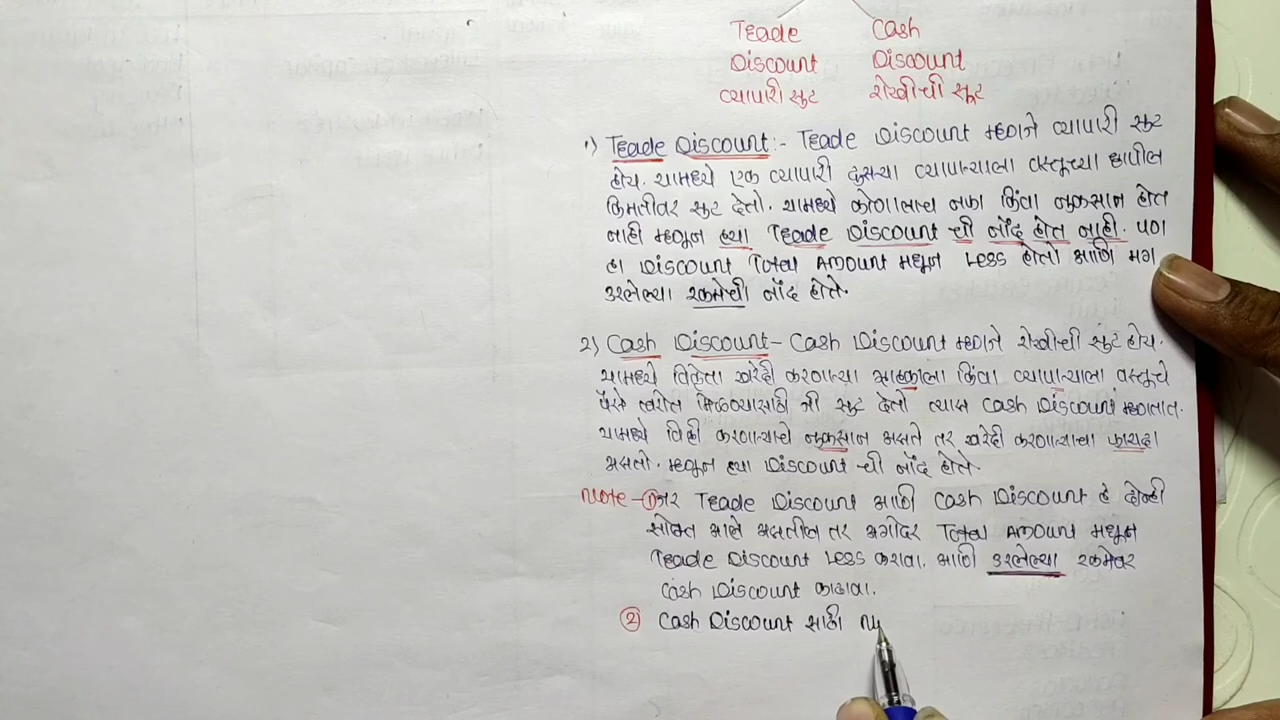 Trade Cash
Discount Discount
व्यापारी सूट रोखीची सूट
1) Trade Discount :- Trade Discount म्हणजे व्यापारी सूट
होय. यामध्ये एक व्यापारी दुसऱ्या व्यापाऱ्याला वस्तूच्या छापील
किमतीवर सूट देतो. यामध्ये कोणालाच नफा किंवा नुकसान होत
नाही म्हणून ह्या Trade Discount ची नोंद होत नाही. पण
हा Discount Total Amount मधून Less होतो आणि मग
उरलेल्या रकमेची नोंद होते.
2) Cash Discount - Cash Discount म्हणजे रोखीची सूट होय.
यामध्ये विक्रेता खरेदी करणाऱ्या ग्राहकाला किंवा व्यापाऱ्याला वस्तूचे
पैसे त्वरीत मिळण्यासाठी जी सूट देतो त्यास Cash Discount म्हणतात.
यामध्ये विक्री करणाऱ्याचे नुकसान असते तर खरेदी करणाऱ्याचा फायदा
असतो. म्हणून ह्या Discount ची नोंद होते.
Note - ① जर Trade Discount आणि Cash Discount हे दोन्ही
सोबत आले असतील तर अगोदर Total Amount मधून
Trade Discount Less करावा. आणि उरलेल्या रकमेवर
Cash Discount काढावा.
② Cash Discount साठी